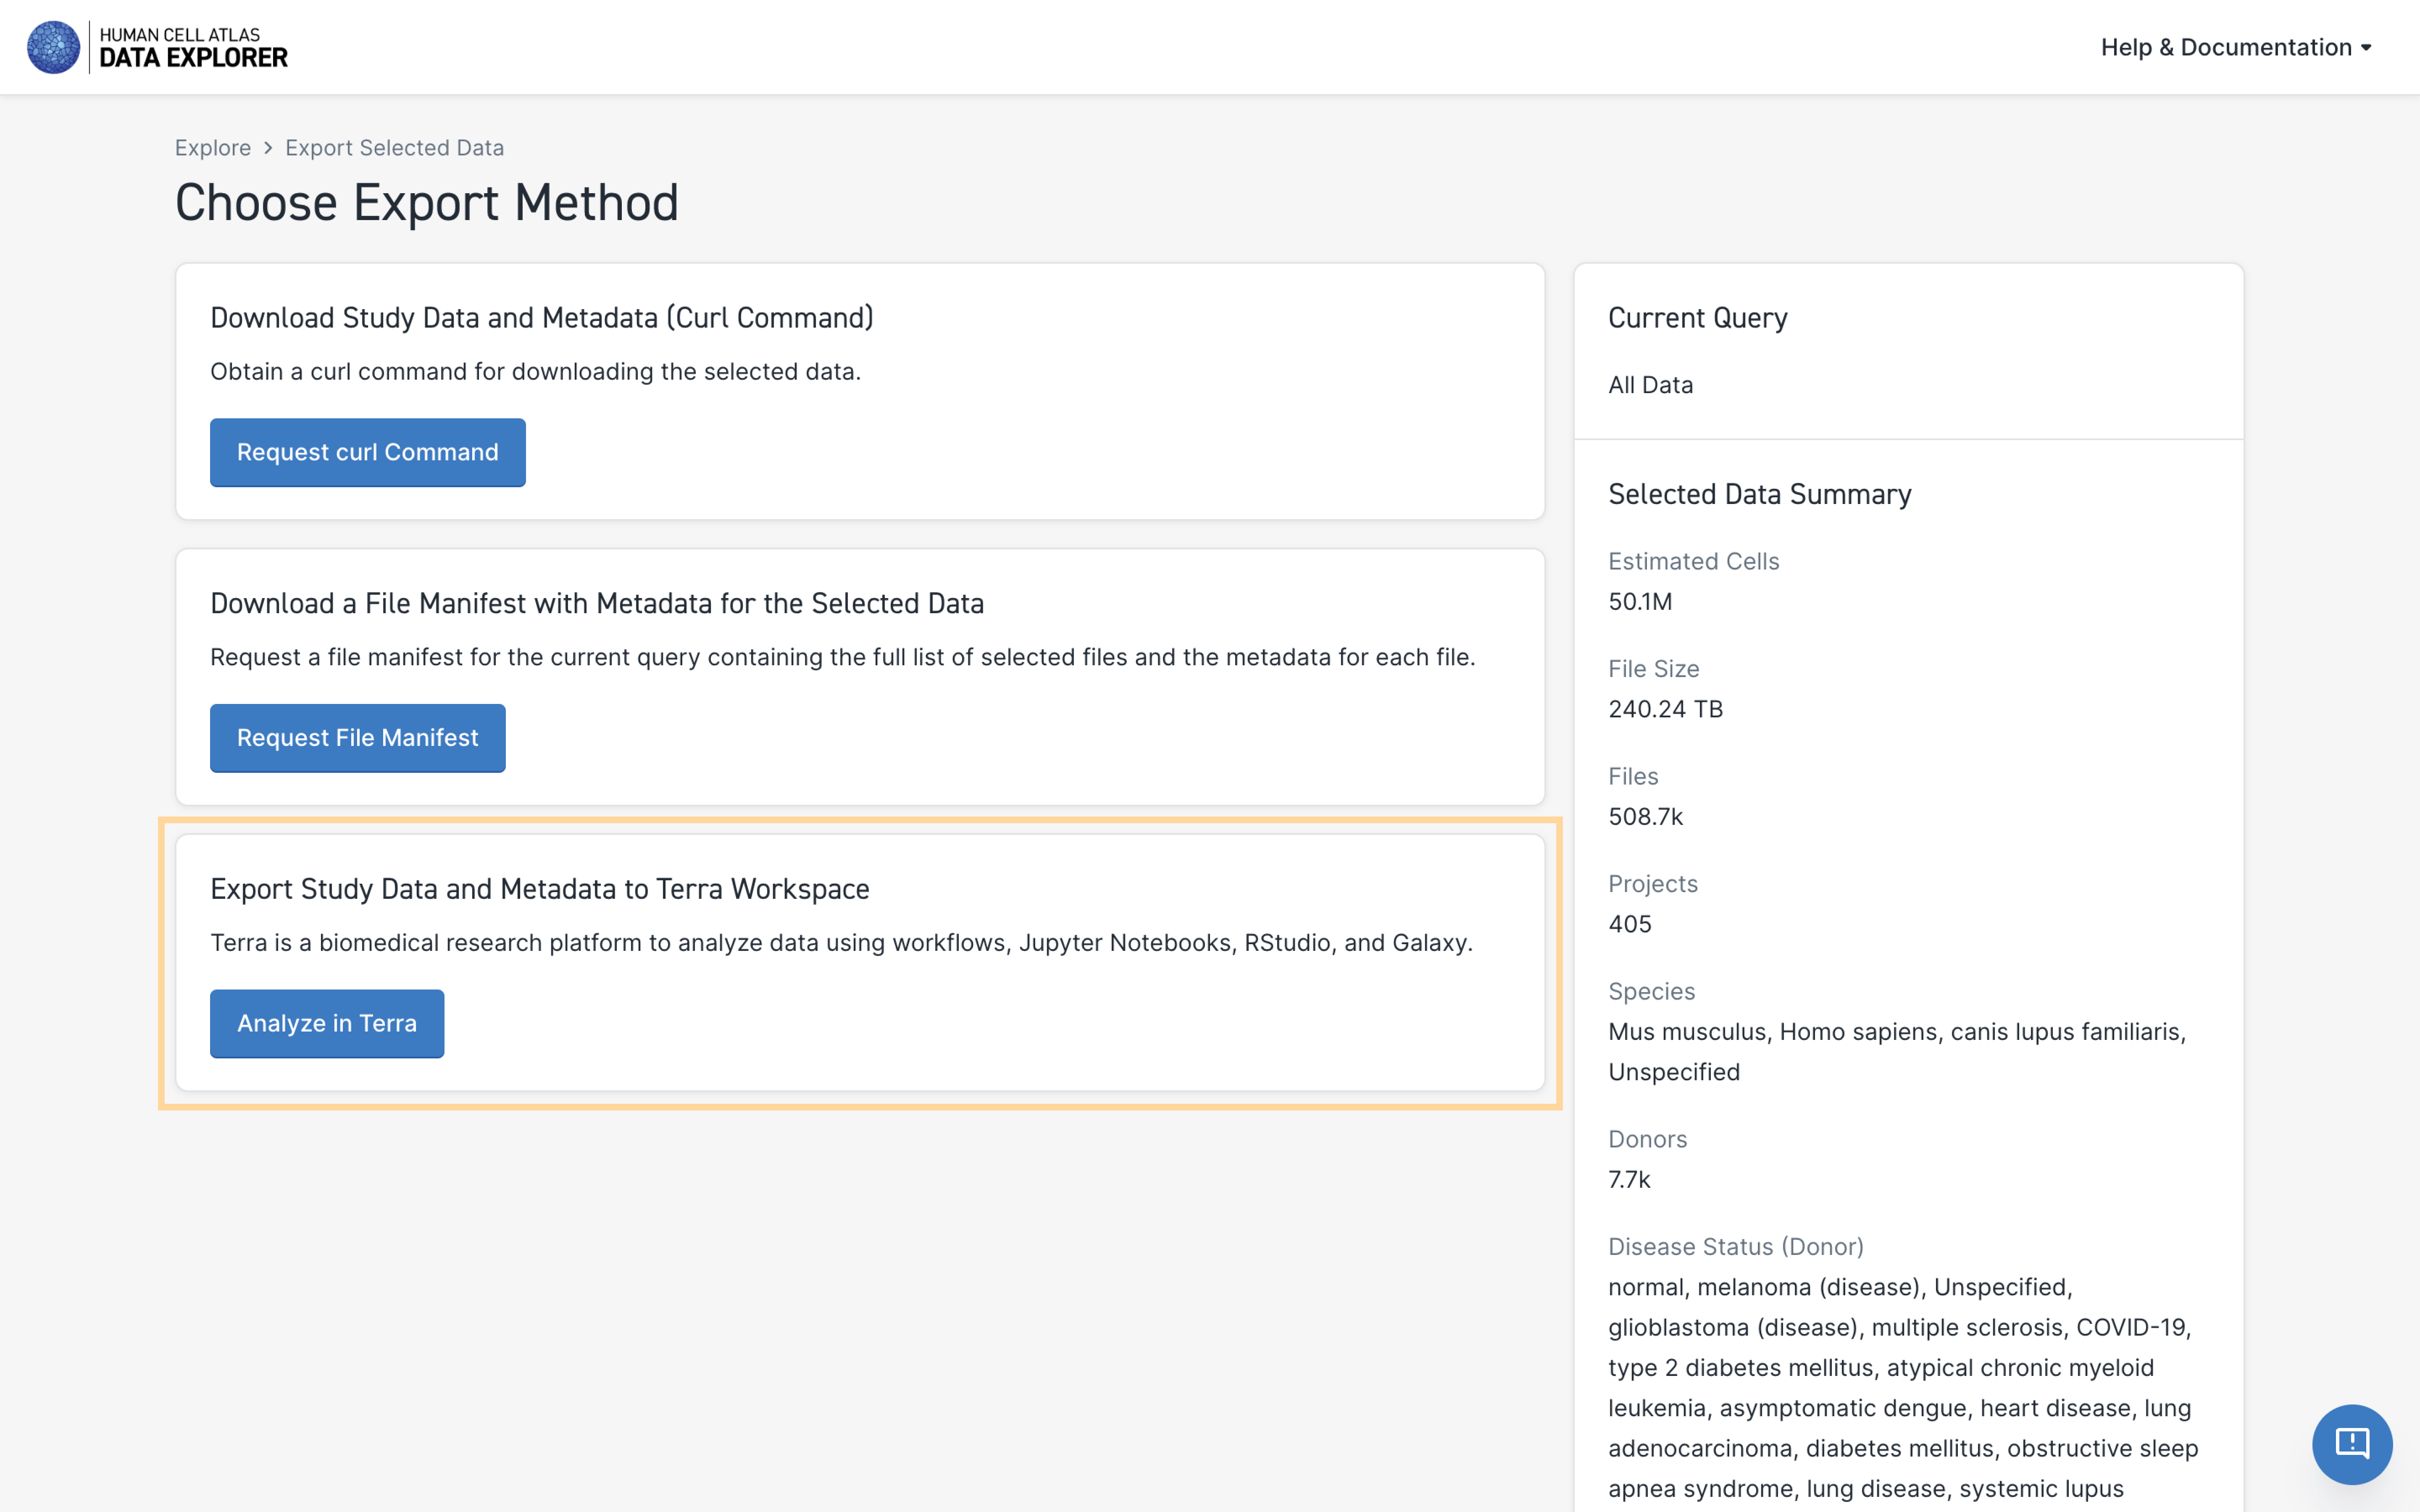 HUMAN CELL ATLAS
DATA EXPLORER
Help & Documentation
Explore > Export Selected Data
Choose Export Method
Download Study Data and Metadata (Curl Command)
Obtain a curl command for downloading the selected data.
Request curl Command
Download a File Manifest with Metadata for the Selected Data
Request a file manifest for the current query containing the full list of selected files and the metadata for each file.
Request File Manifest
Export Study Data and Metadata to Terra Workspace
Terra is a biomedical research platform to analyze data using workflows, Jupyter Notebooks, RStudio, and Galaxy.
Analyze in Terra
Current Query
All Data
Selected Data Summary
Estimated Cells
50.1M
File Size
240.24 TB
Files
508.7k
Projects
405
Species
Mus musculus, Homo sapiens, canis lupus familiaris,
Unspecified
Donors
7.7k
Disease Status (Donor)
normal, melanoma (disease), Unspecified,
glioblastoma (disease), multiple sclerosis, COVID-19,
type 2 diabetes mellitus, atypical chronic myeloid
leukemia, asymptomatic dengue, heart disease, lung
adenocarcinoma, diabetes mellitus, obstructive sleep
apnea syndrome, lung disease, systemic lupus